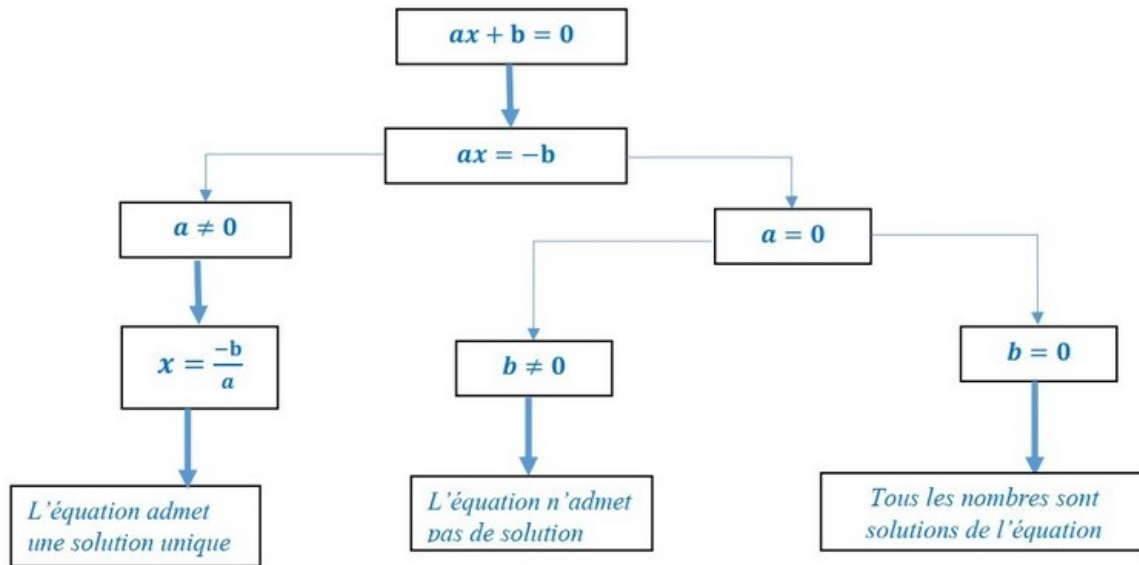 ax + b = 0
ax = −b
a ≠ 0
a = 0
x = −b/a
b ≠ 0
b = 0
L'équation admet
une solution unique
L'équation n'admet
pas de solution
Tous les nombres sont
solutions de l'équation